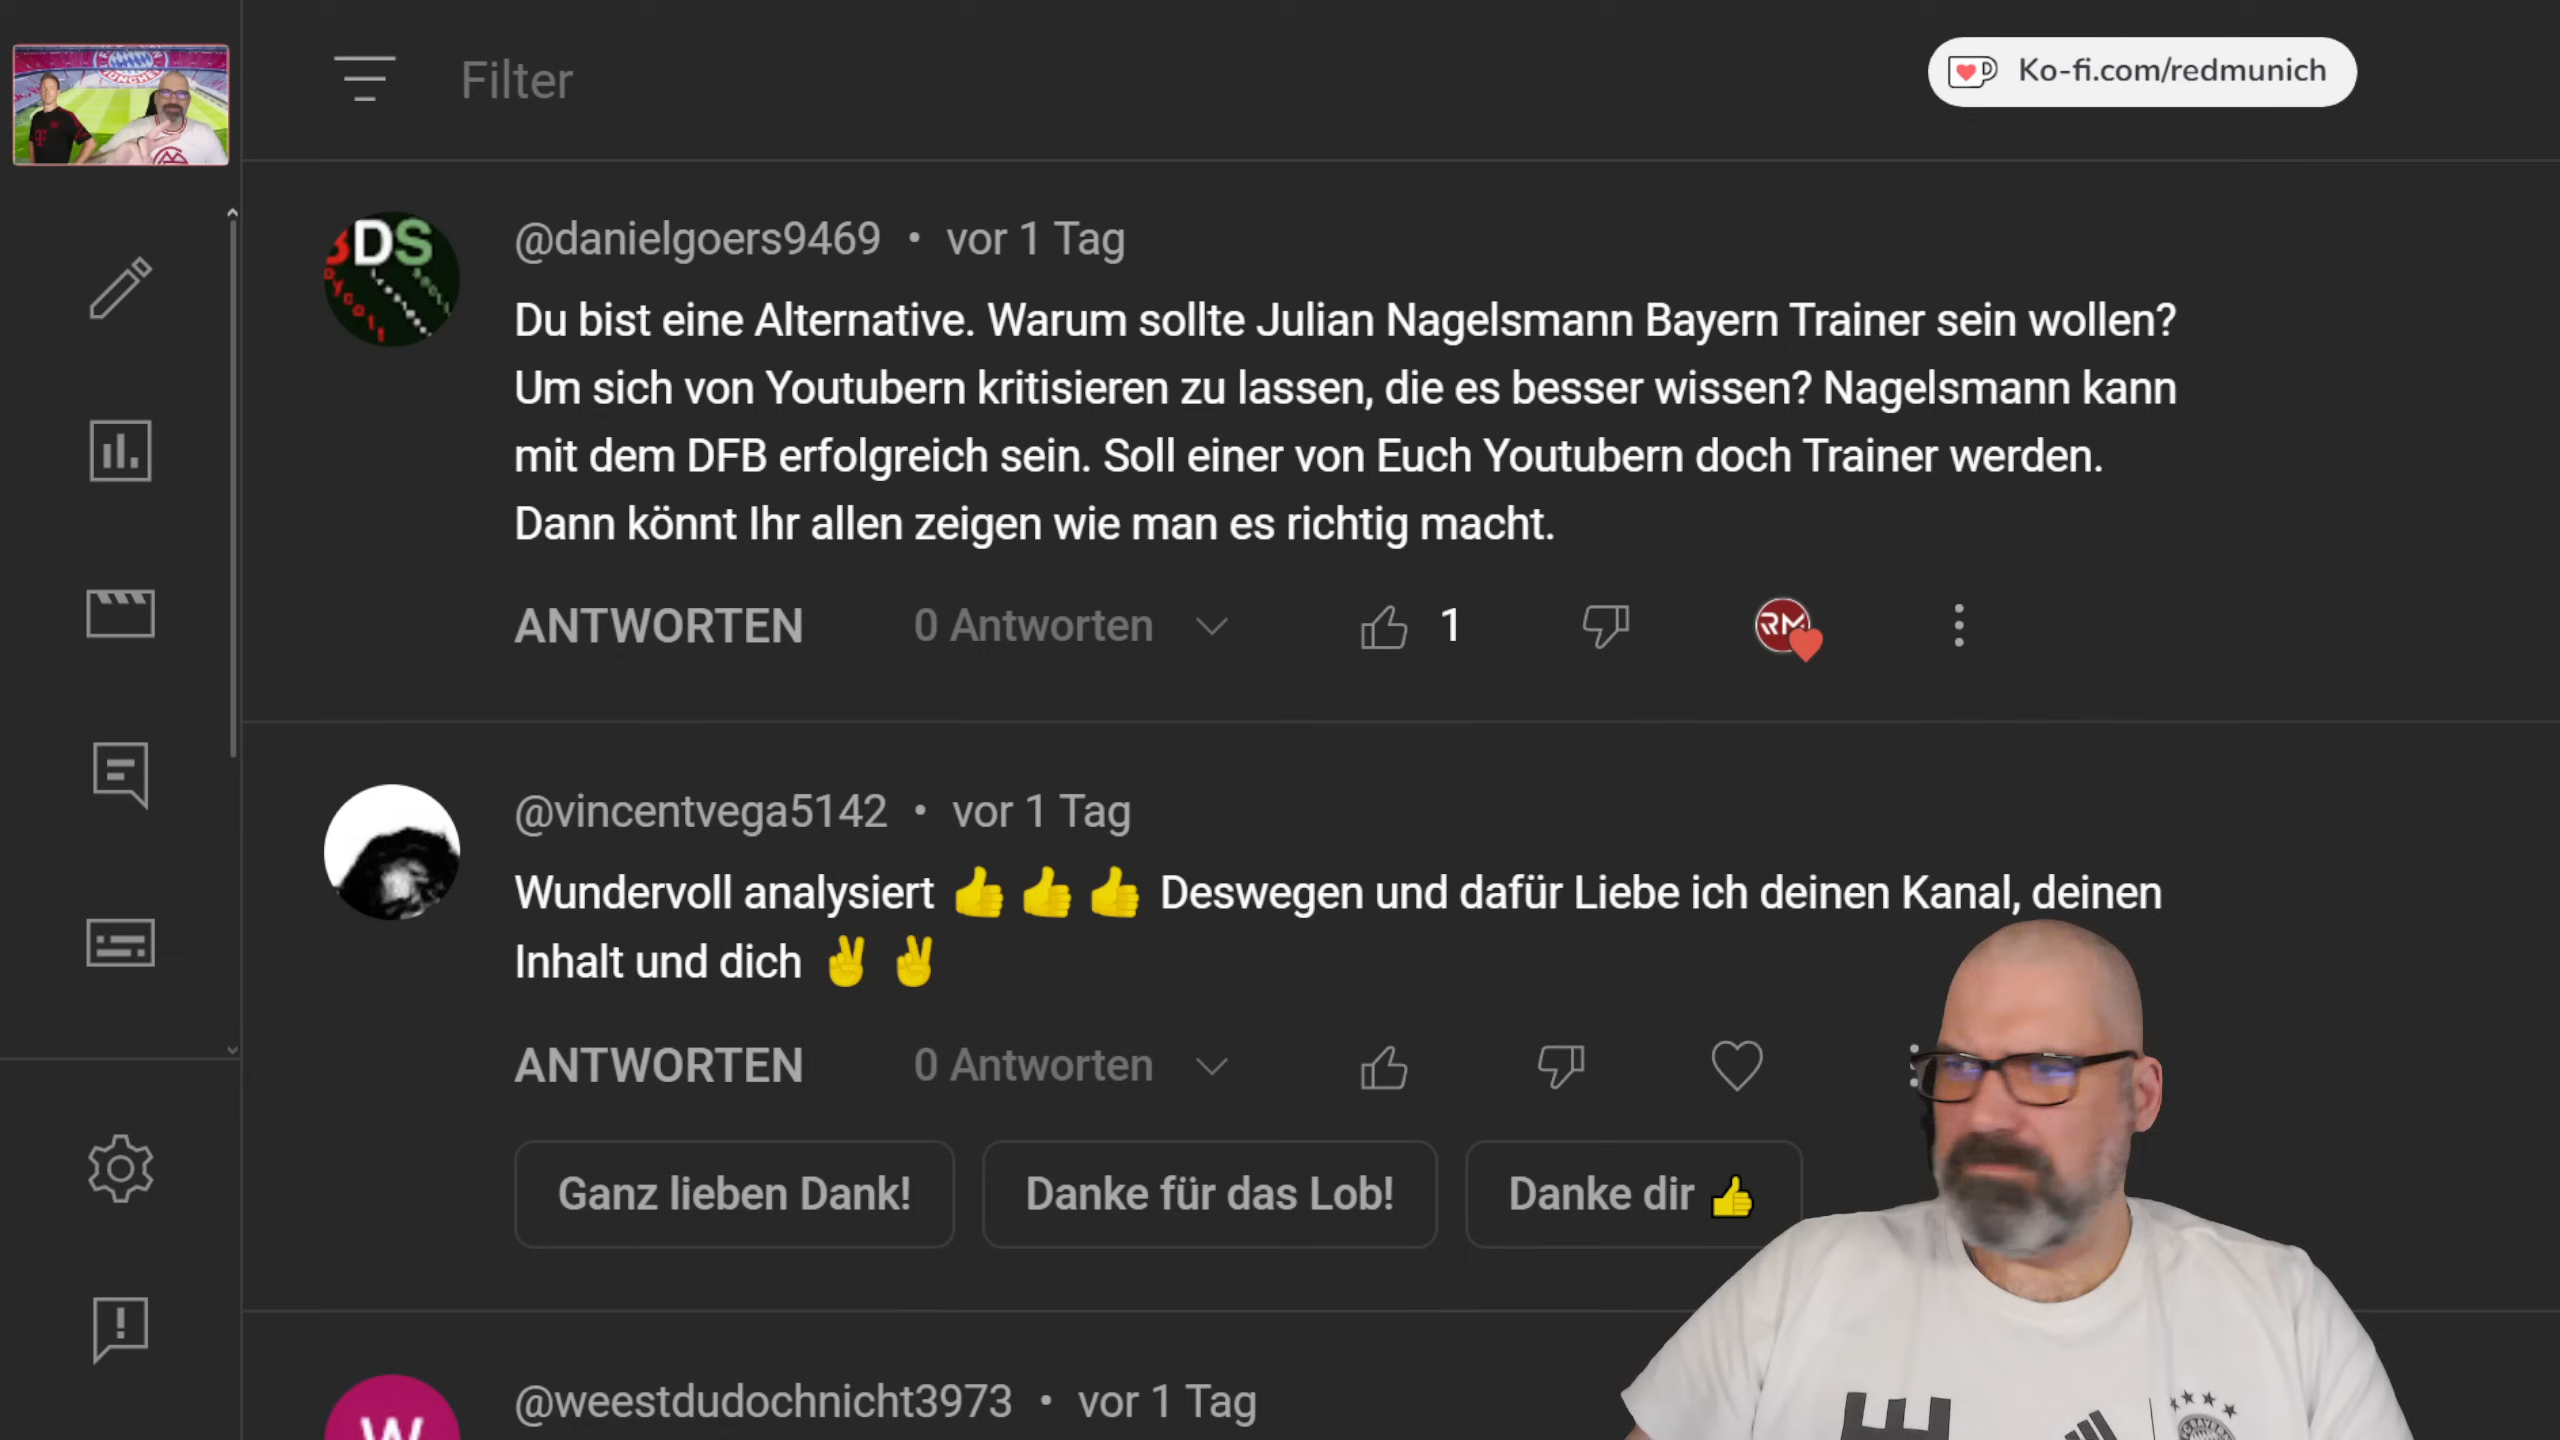 Filter
Ko-fi.com/redmunich
@danielgoers9469 • vor 1 Tag
Du bist eine Alternative. Warum sollte Julian Nagelsmann Bayern Trainer sein wollen?
Um sich von Youtubern kritisieren zu lassen, die es besser wissen? Nagelsmann kann
mit dem DFB erfolgreich sein. Soll einer von Euch Youtubern doch Trainer werden.
Dann könnt Ihr allen zeigen wie man es richtig macht.
ANTWORTEN 0 Antworten 1
RM
@vincentvega5142 • vor 1 Tag
Wundervoll analysiert 👍 👍 👍 Deswegen und dafür Liebe ich deinen Kanal, deinen
Inhalt und dich ✌ ✌
ANTWORTEN 0 Antworten
Ganz lieben Dank! Danke für das Lob! Danke dir 👍
@weestdudochnicht3973 • vor 1 Tag
W